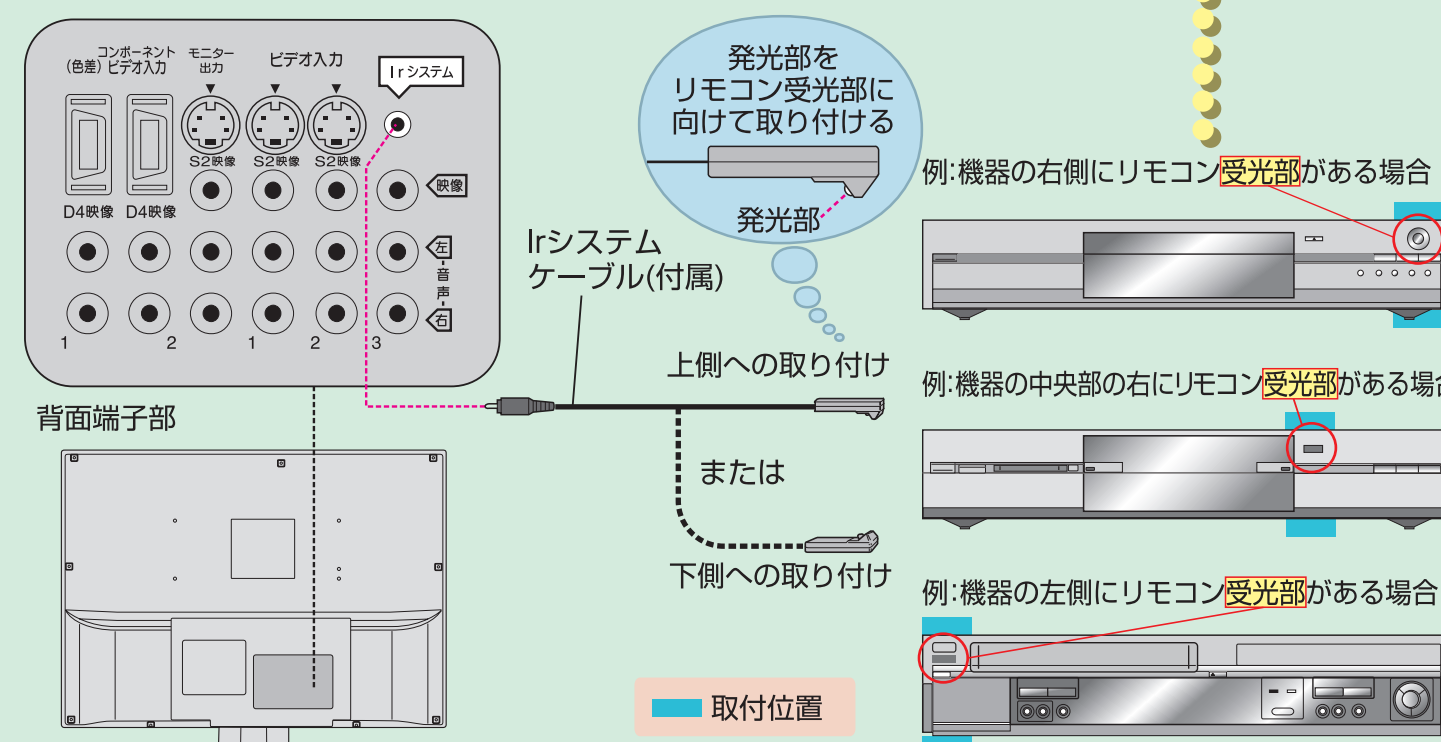 コンポーネント
(色差) ビデオ入力
モニター
出力
ビデオ入力
Irシステム
S2映像 S2映像 S2映像
映像
D4映像 D4映像
左
音
声
右
1 2 1 2 3
背面端子部
発光部を
リモコン受光部に
向けて取り付ける
発光部
Irシステム
ケーブル(付属)
上側への取り付け
または
下側への取り付け
取付位置
例:機器の右側にリモコン受光部がある場合
例:機器の中央部の右にリモコン受光部がある場合
例:機器の左側にリモコン受光部がある場合